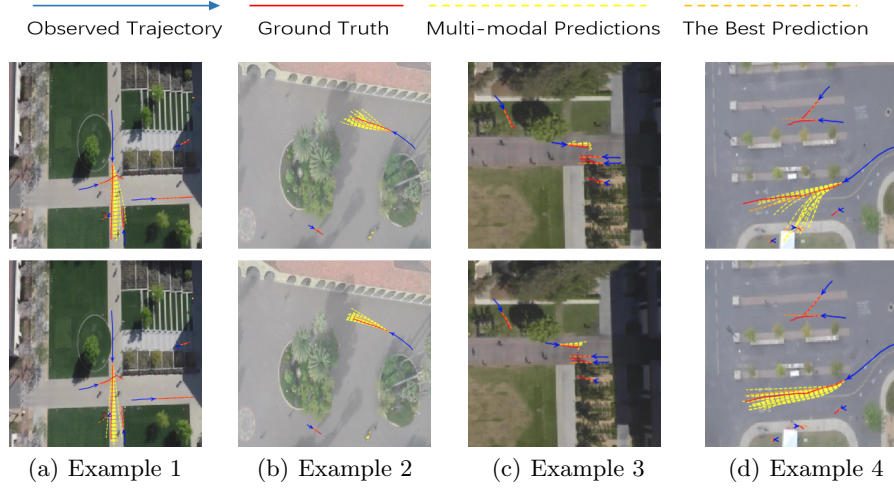 Observed Trajectory Ground Truth Multi-modal Predictions The Best Prediction
(a) Example 1 (b) Example 2 (c) Example 3 (d) Example 4